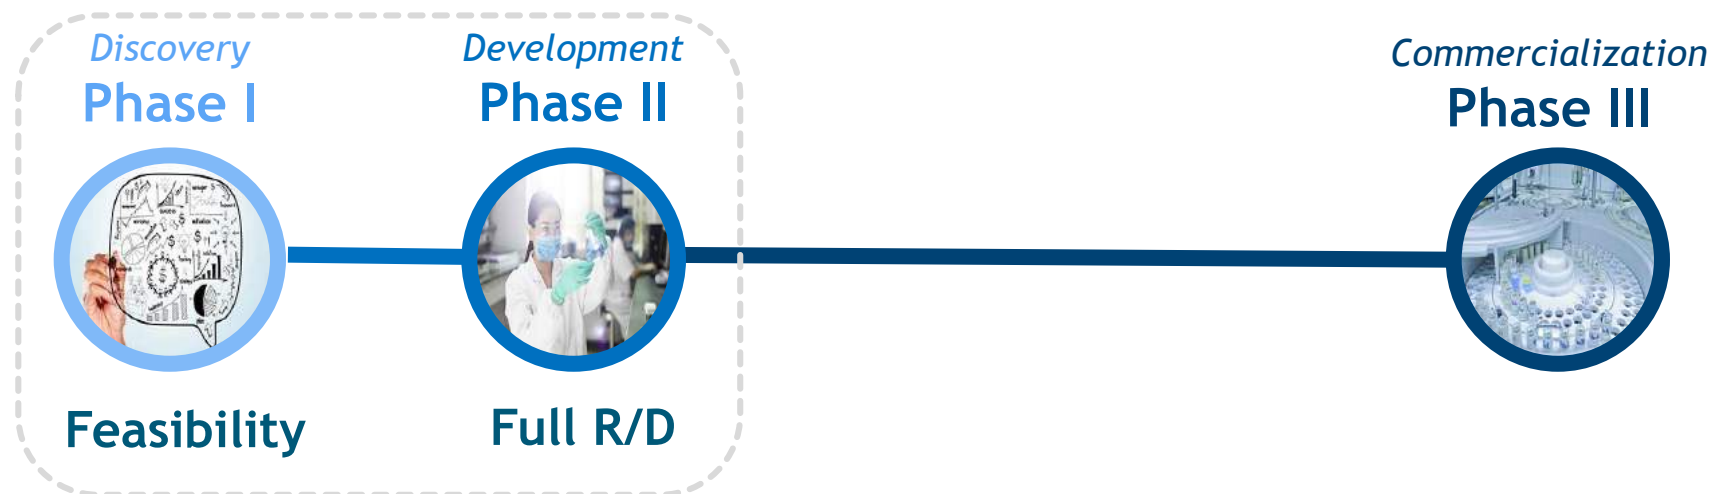 Discovery
Phase I
Feasibility
Development
Phase II
Full R/D
Commercialization
Phase III